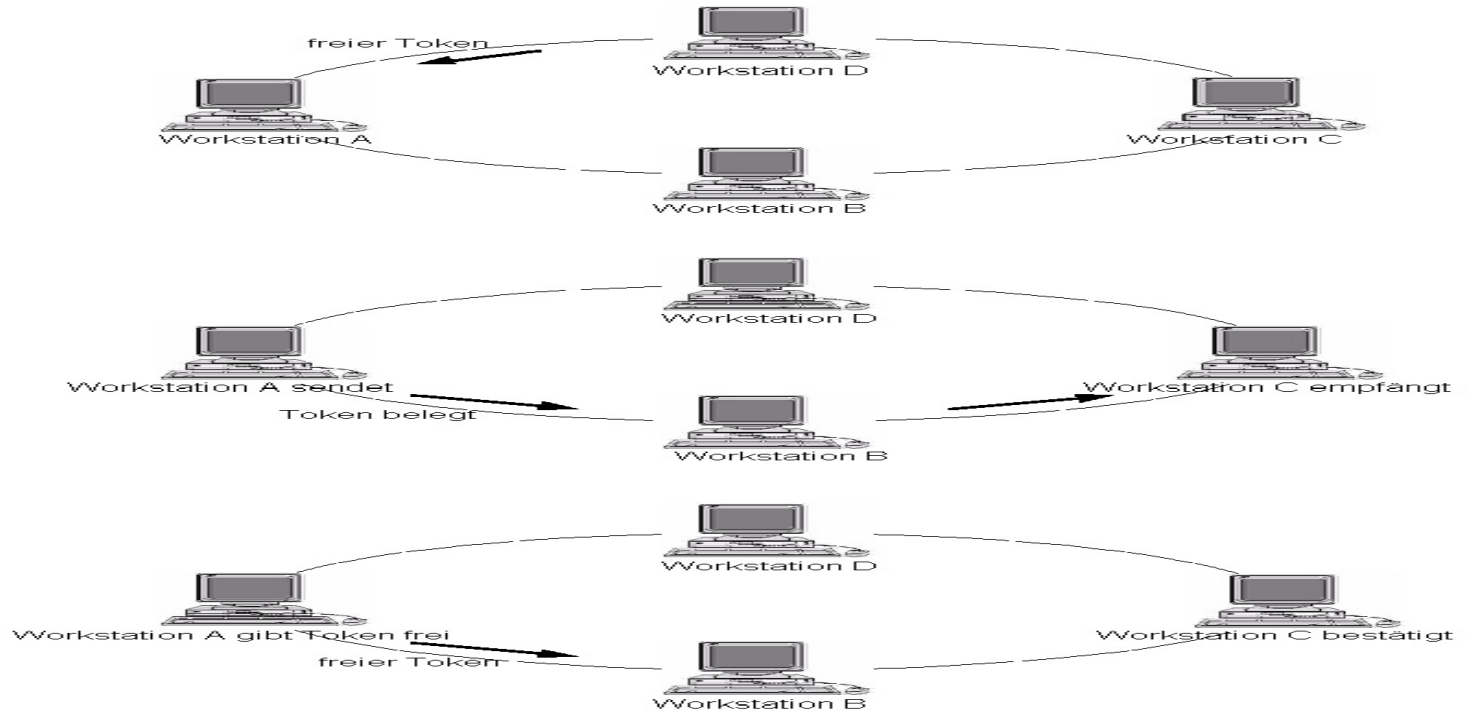 freier Token
Workstation D
Workstation A
Workstation C
Workstation B
Workstation D
Workstation A sendet
Workstation C empfängt
Token belegt
Workstation B
Workstation D
Workstation A gibt Token frei
Workstation C bestätigt
freier Token
Workstation B